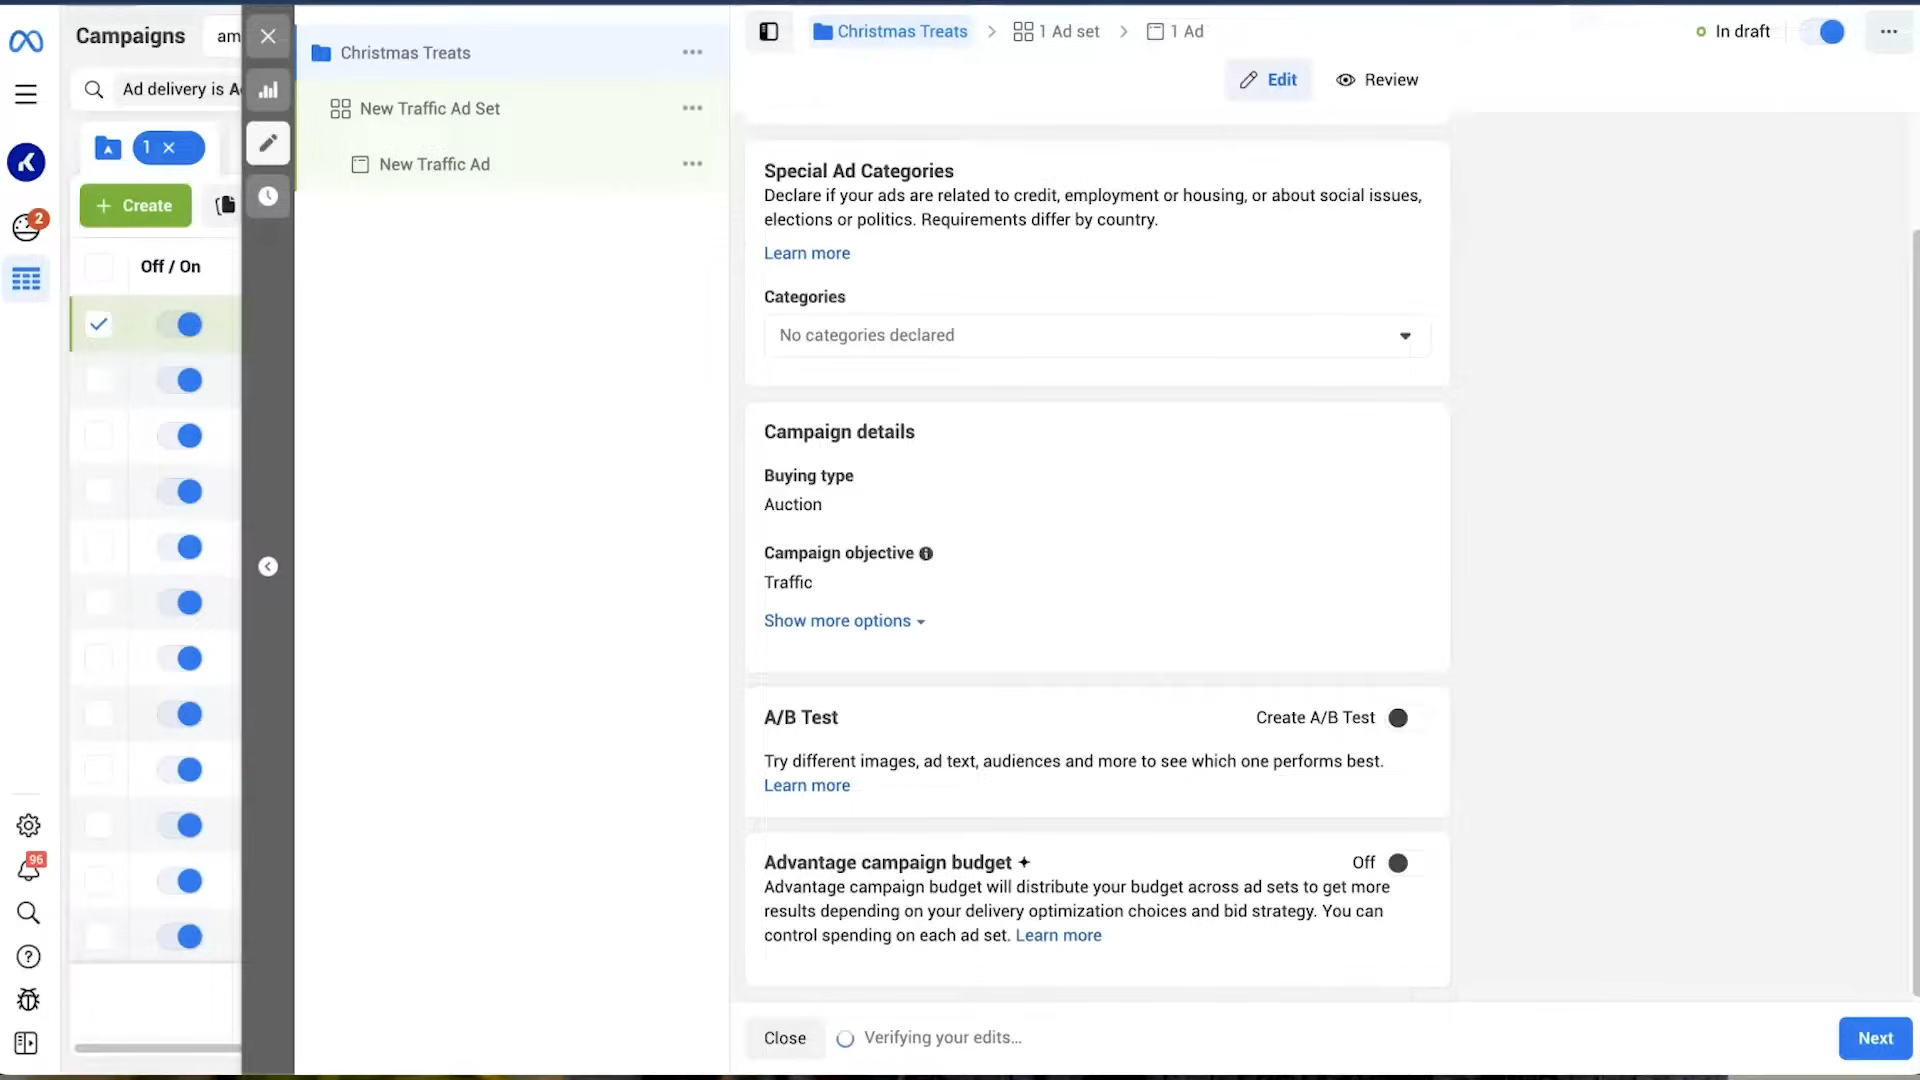 Campaigns
am
Christmas Treats
Christmas Treats
1 Ad set
1 Ad
In draft
Edit
Review
Ad delivery is A
New Traffic Ad Set
1
New Traffic Ad
Create
2
Off / On
Special Ad Categories
Declare if your ads are related to credit, employment or housing, or about social issues,
elections or politics. Requirements differ by country.
Learn more
Categories
No categories declared
Campaign details
Buying type
Auction
Campaign objective
Traffic
Show more options
A/B Test
Create A/B Test
Try different images, ad text, audiences and more to see which one performs best.
Learn more
Advantage campaign budget
Off
Advantage campaign budget will distribute your budget across ad sets to get more
results depending on your delivery optimization choices and bid strategy. You can
control spending on each ad set. Learn more
96
Close
Verifying your edits...
Next